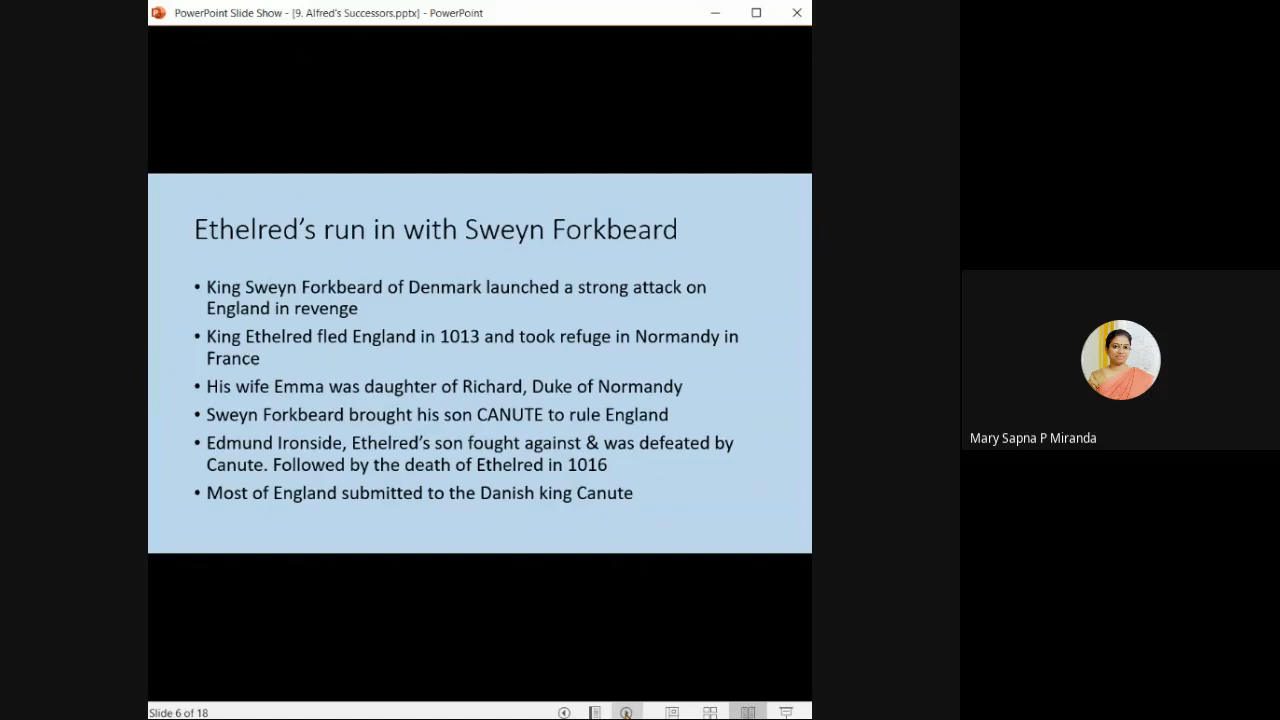 PowerPoint Slide Show - [9. Alfred's Successors.pptx] - PowerPoint
Ethelred's run in with Sweyn Forkbeard
• King Sweyn Forkbeard of Denmark launched a strong attack on
England in revenge
• King Ethelred fled England in 1013 and took refuge in Normandy in
France
• His wife Emma was daughter of Richard, Duke of Normandy
• Sweyn Forkbeard brought his son CANUTE to rule England
• Edmund Ironside, Ethelred's son fought against & was defeated by
Canute. Followed by the death of Ethelred in 1016
• Most of England submitted to the Danish king Canute
Mary Sapna P Miranda
Slide 6 of 18